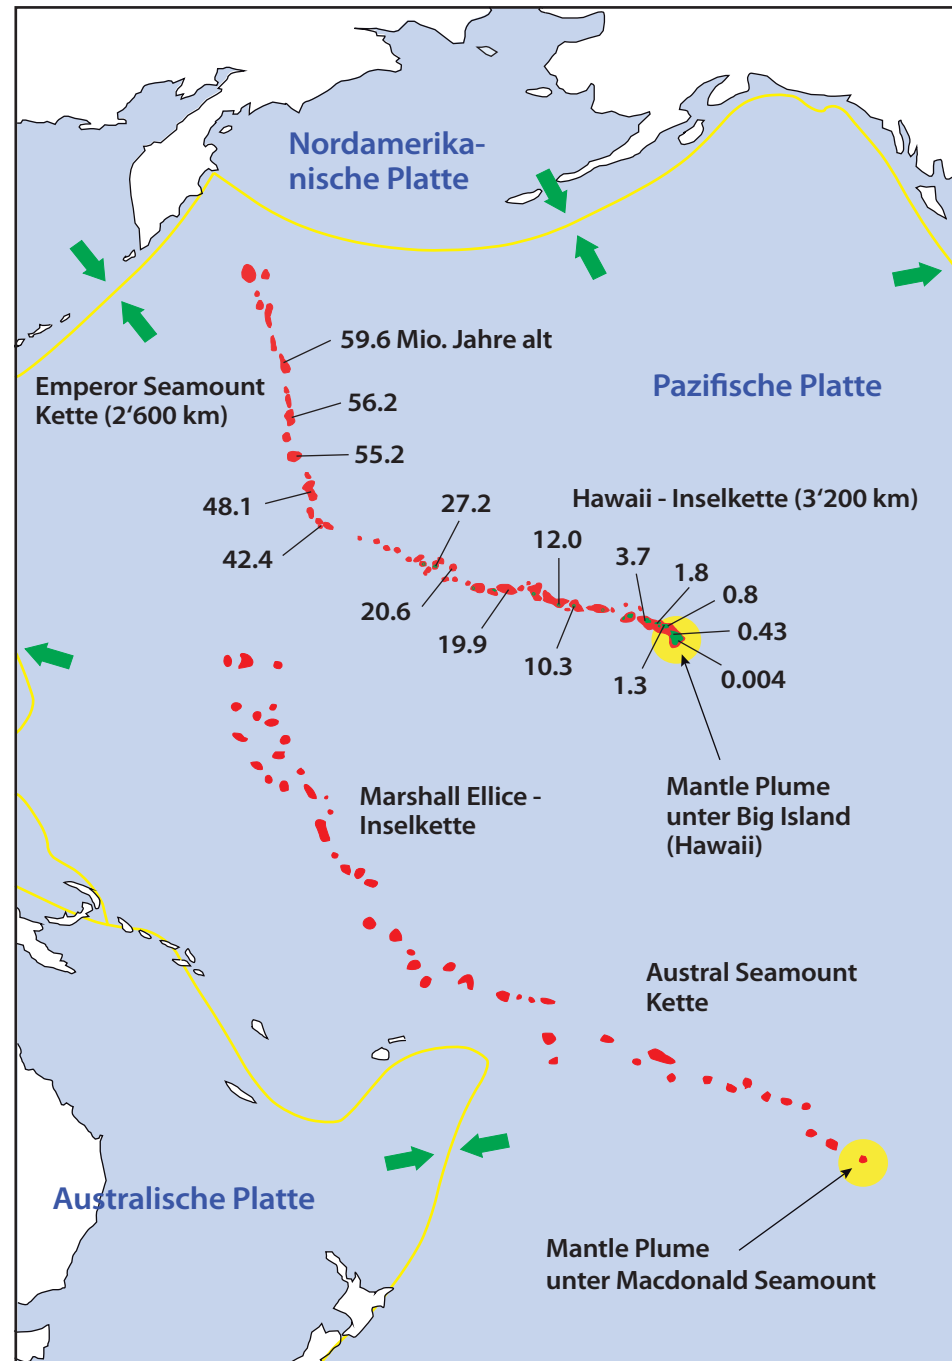 Nordamerika-
nische Platte
59.6 Mio. Jahre alt
Emperor Seamount
Kette (2‘600 km)
Pazifische Platte
56.2
55.2
48.1
42.4
Hawaii - Inselkette (3‘200 km)
27.2
12.0
3.7
1.8
0.8
20.6
0.43
19.9
10.3
1.3
0.004
Mantle Plume
unter Big Island
(Hawaii)
Marshall Ellice -
Inselkette
Austral Seamount
Kette
Australische Platte
Mantle Plume
unter Macdonald Seamount